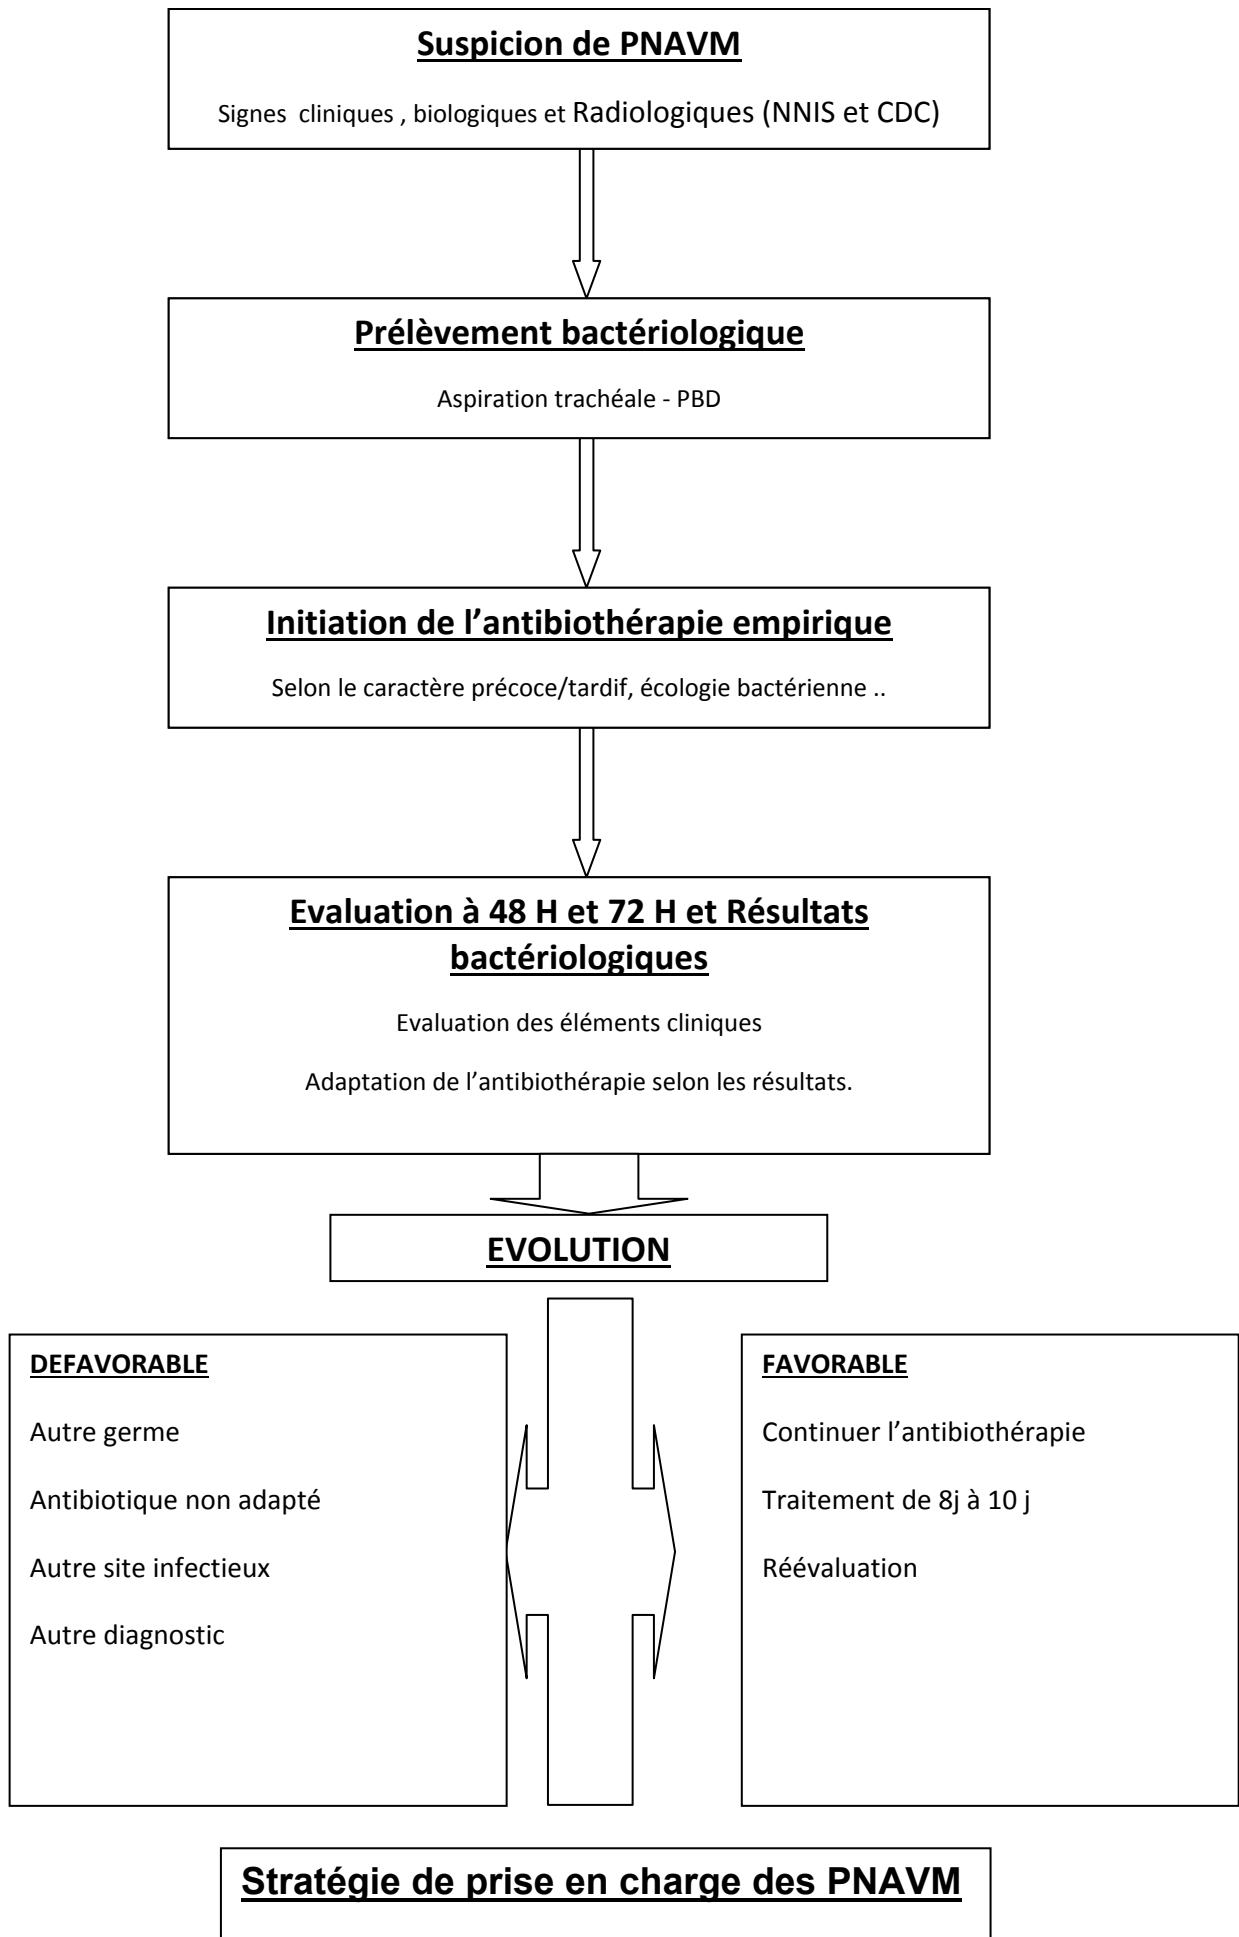 Suspicion de PNAVM
Signes cliniques , biologiques et Radiologiques (NNIS et CDC)
Prélèvement bactériologique
Aspiration trachéale - PBD
Initiation de l’antibiothérapie empirique
Selon le caractère précoce/tardif, écologie bactérienne ..
Evaluation à 48 H et 72 H et Résultats
bactériologiques
Evaluation des éléments cliniques
Adaptation de l’antibiothérapie selon les résultats.
EVOLUTION
DEFAVORABLE
Autre germe
Antibiotique non adapté
Autre site infectieux
Autre diagnostic
FAVORABLE
Continuer l’antibiothérapie
Traitement de 8j à 10 j
Réévaluation
Stratégie de prise en charge des PNAVM